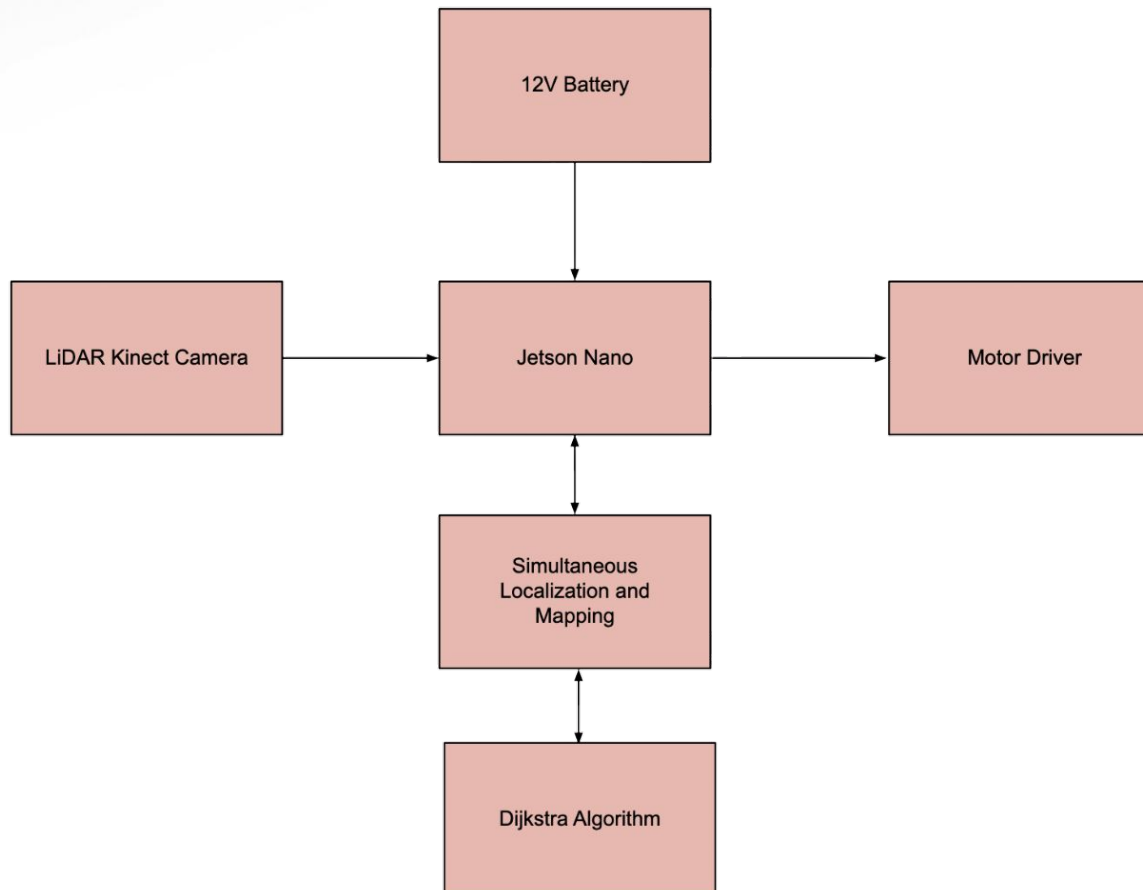 12V Battery
LiDAR Kinect Camera
Jetson Nano
Motor Driver
Simultaneous
Localization and
Mapping
Dijkstra Algorithm